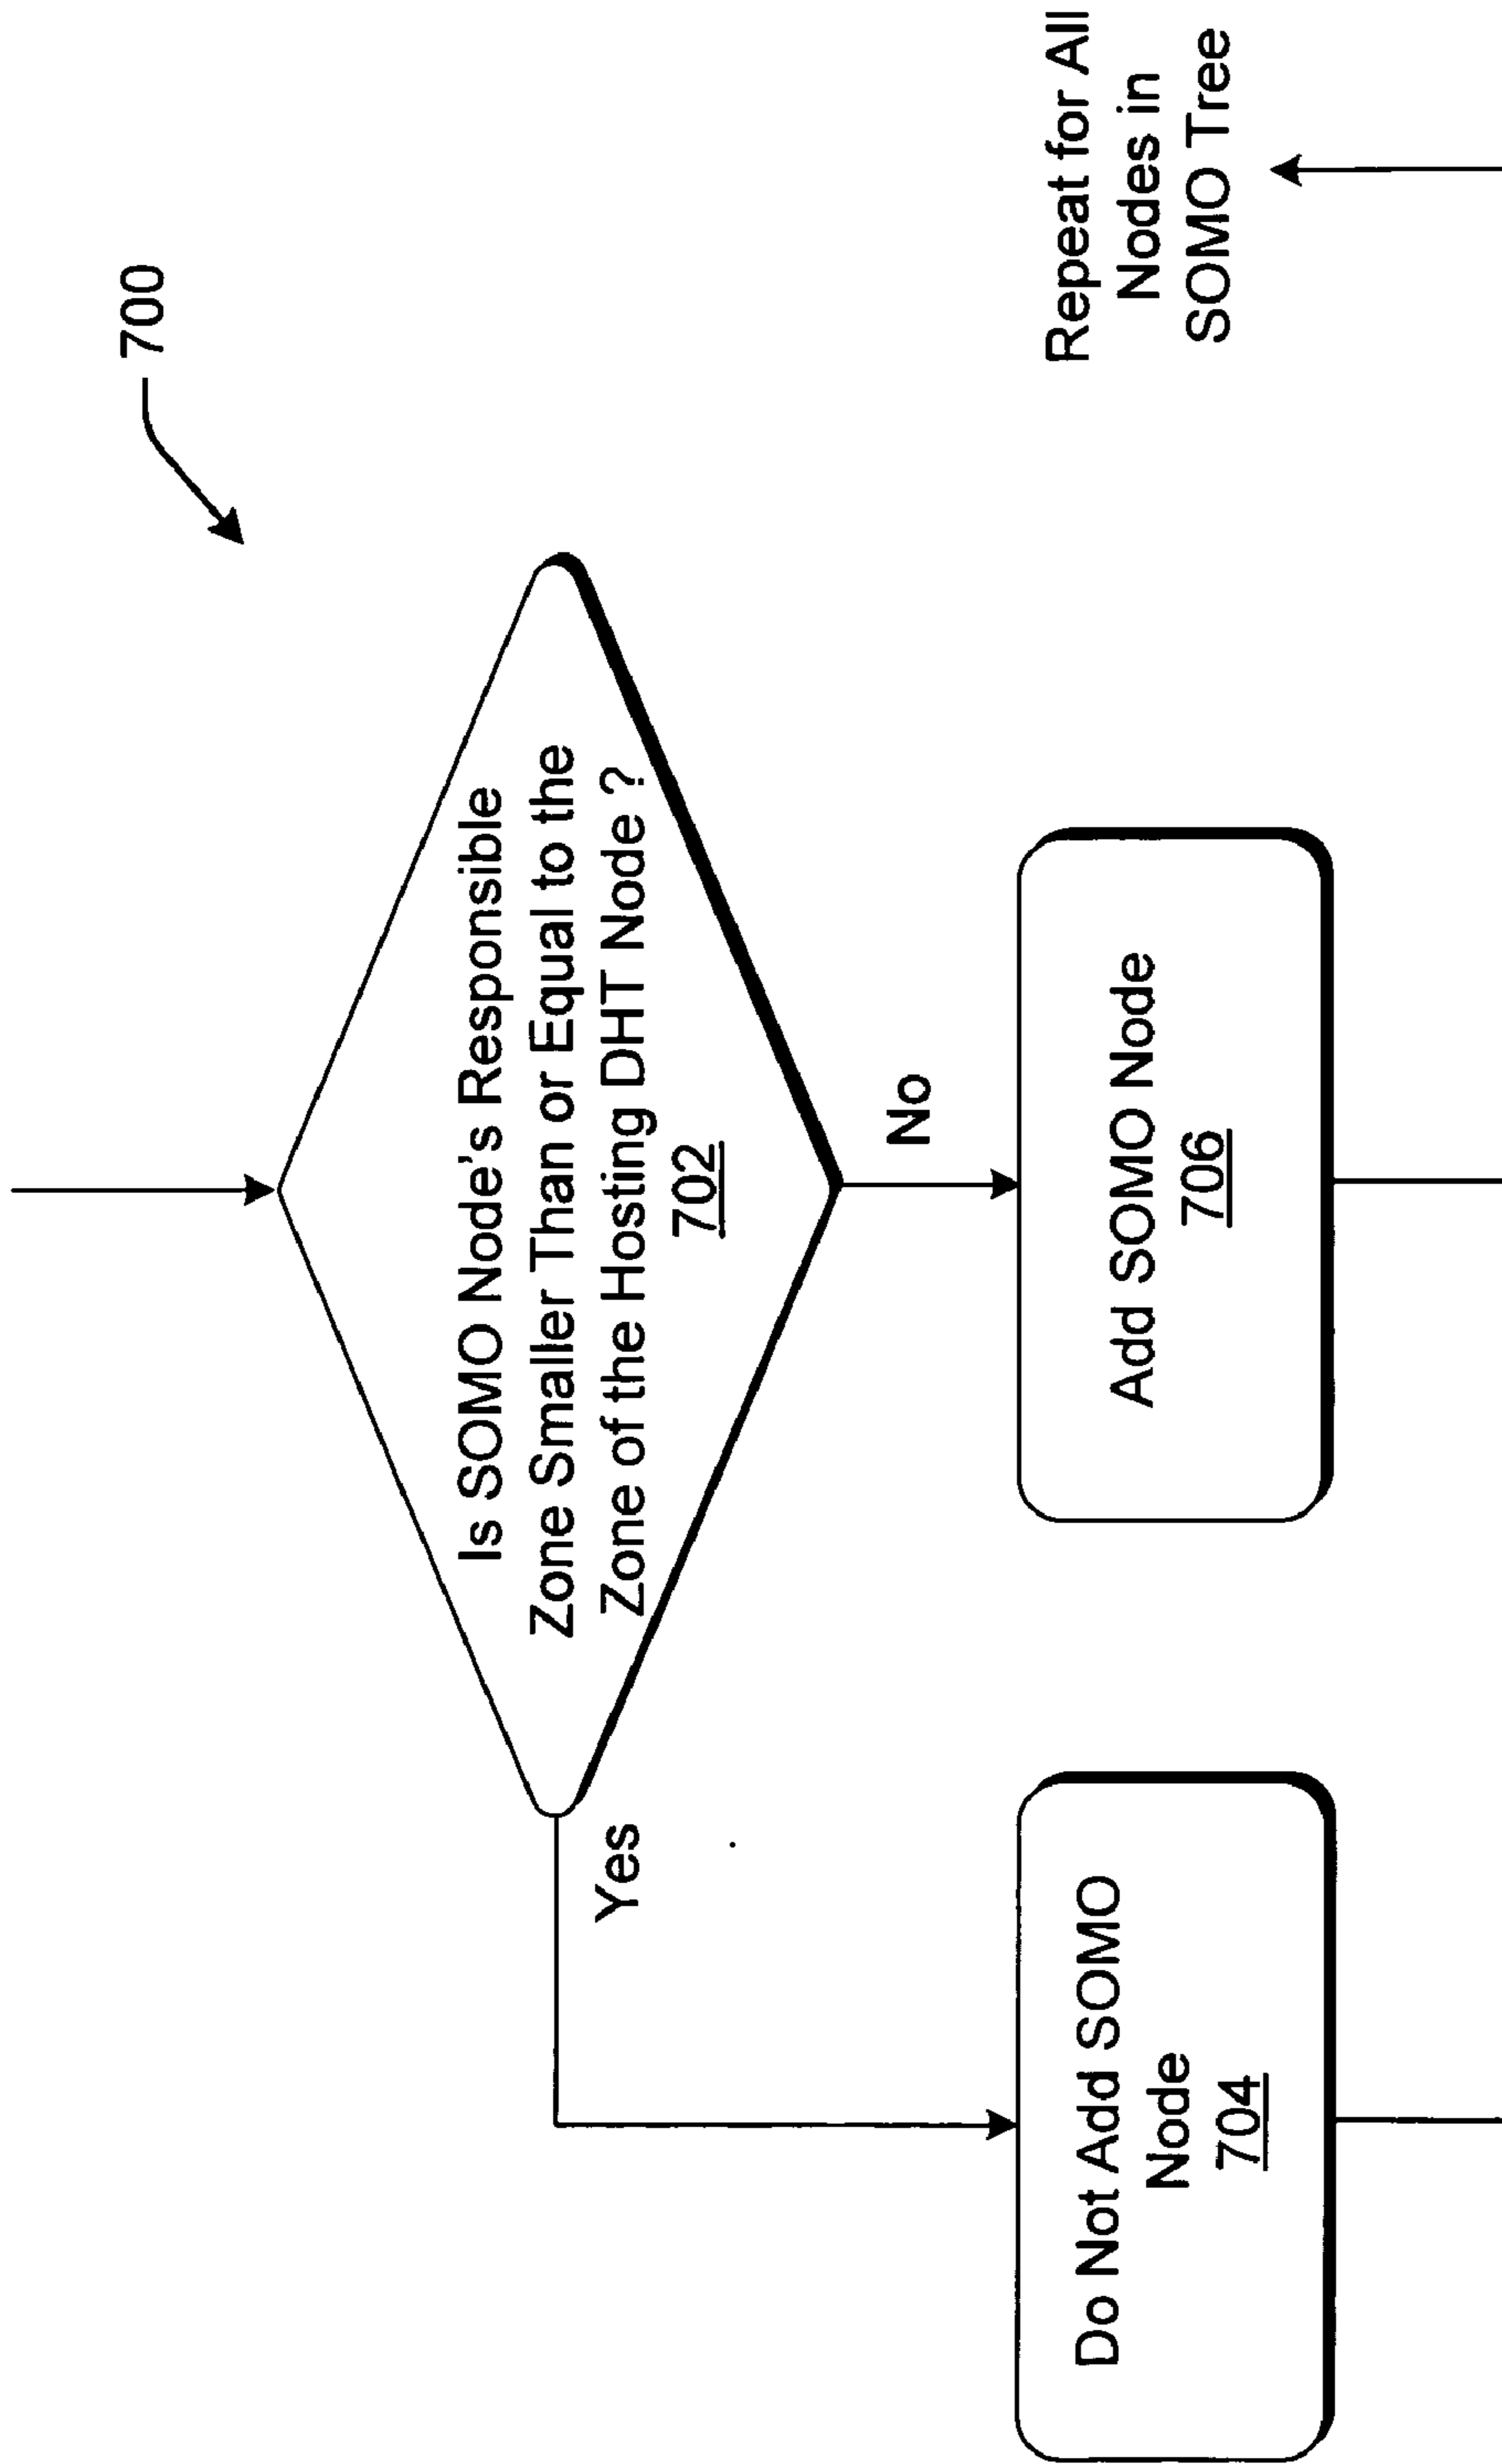 700
Is SOMO Node's Responsible
Zone Smaller Than or Equal to the
Zone of the Hosting DHT Node ?
702
Yes
No
Do Not Add SOMO
Node
704
Add SOMO Node
706
Repeat for All
Nodes in
SOMO Tree